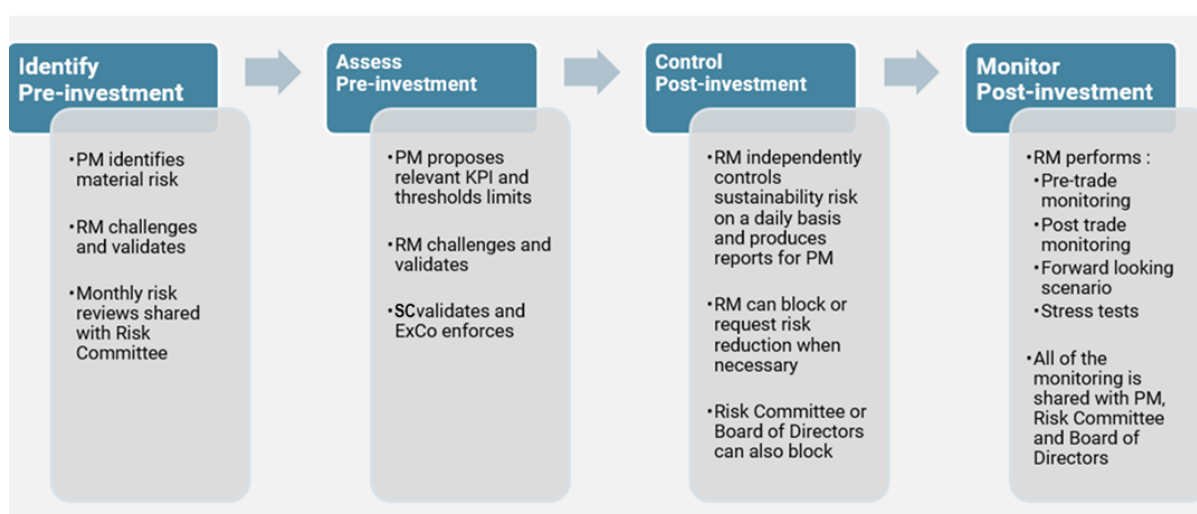 Identify
Pre-investment
•PM identifies
material risk
•RM challenges
and validates
•Monthly risk
reviews shared
with Risk
Committee
Assess
Pre-investment
•PM proposes
relevant KPI and
thresholds limits
•RM challenges and
validates
•SCvalidates and
ExCo enforces
Control
Post-investment
•RM independently
controls
sustainability risk
on a daily basis
and produces
reports for PM
•RM can block or
request risk
reduction when
necessary
•Risk Committee or
Board of Directors
can also block
Monitor
Post-investment
•RM performs :
•Pre-trade
monitoring
•Post trade
monitoring
•Forward looking
scenario
•Stress tests
•All of the
monitoring is
shared with PM,
Risk Committee
and Board of
Directors